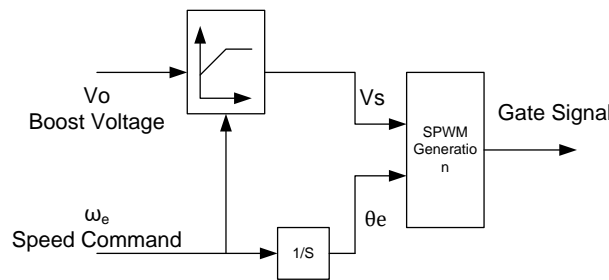 Vo
Boost Voltage
Vs
SPWM
Generatio
n
Gate Signal
ωe
Speed Command
1/S
θe